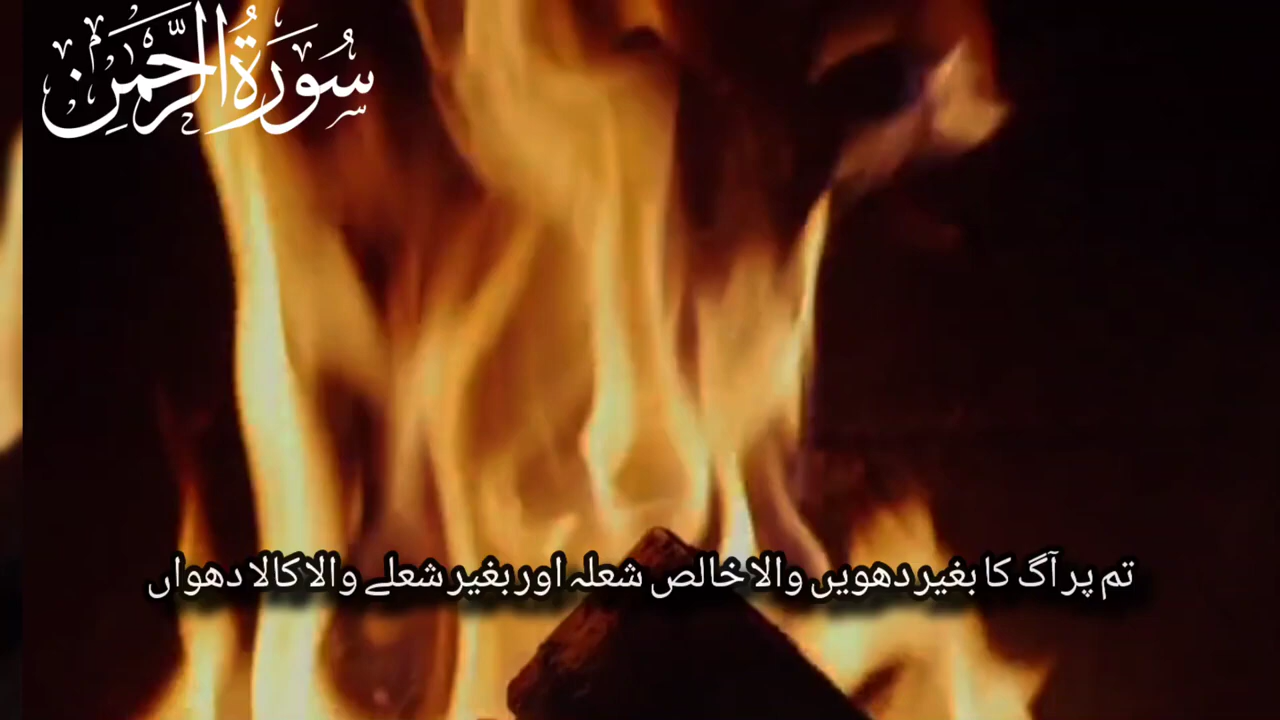 سُورَةُ الرَّحْمٰن
تم پر آگ کا بغیر دھویں والا خالص شعلہ اور بغیر شعلے والا کالا دھواں